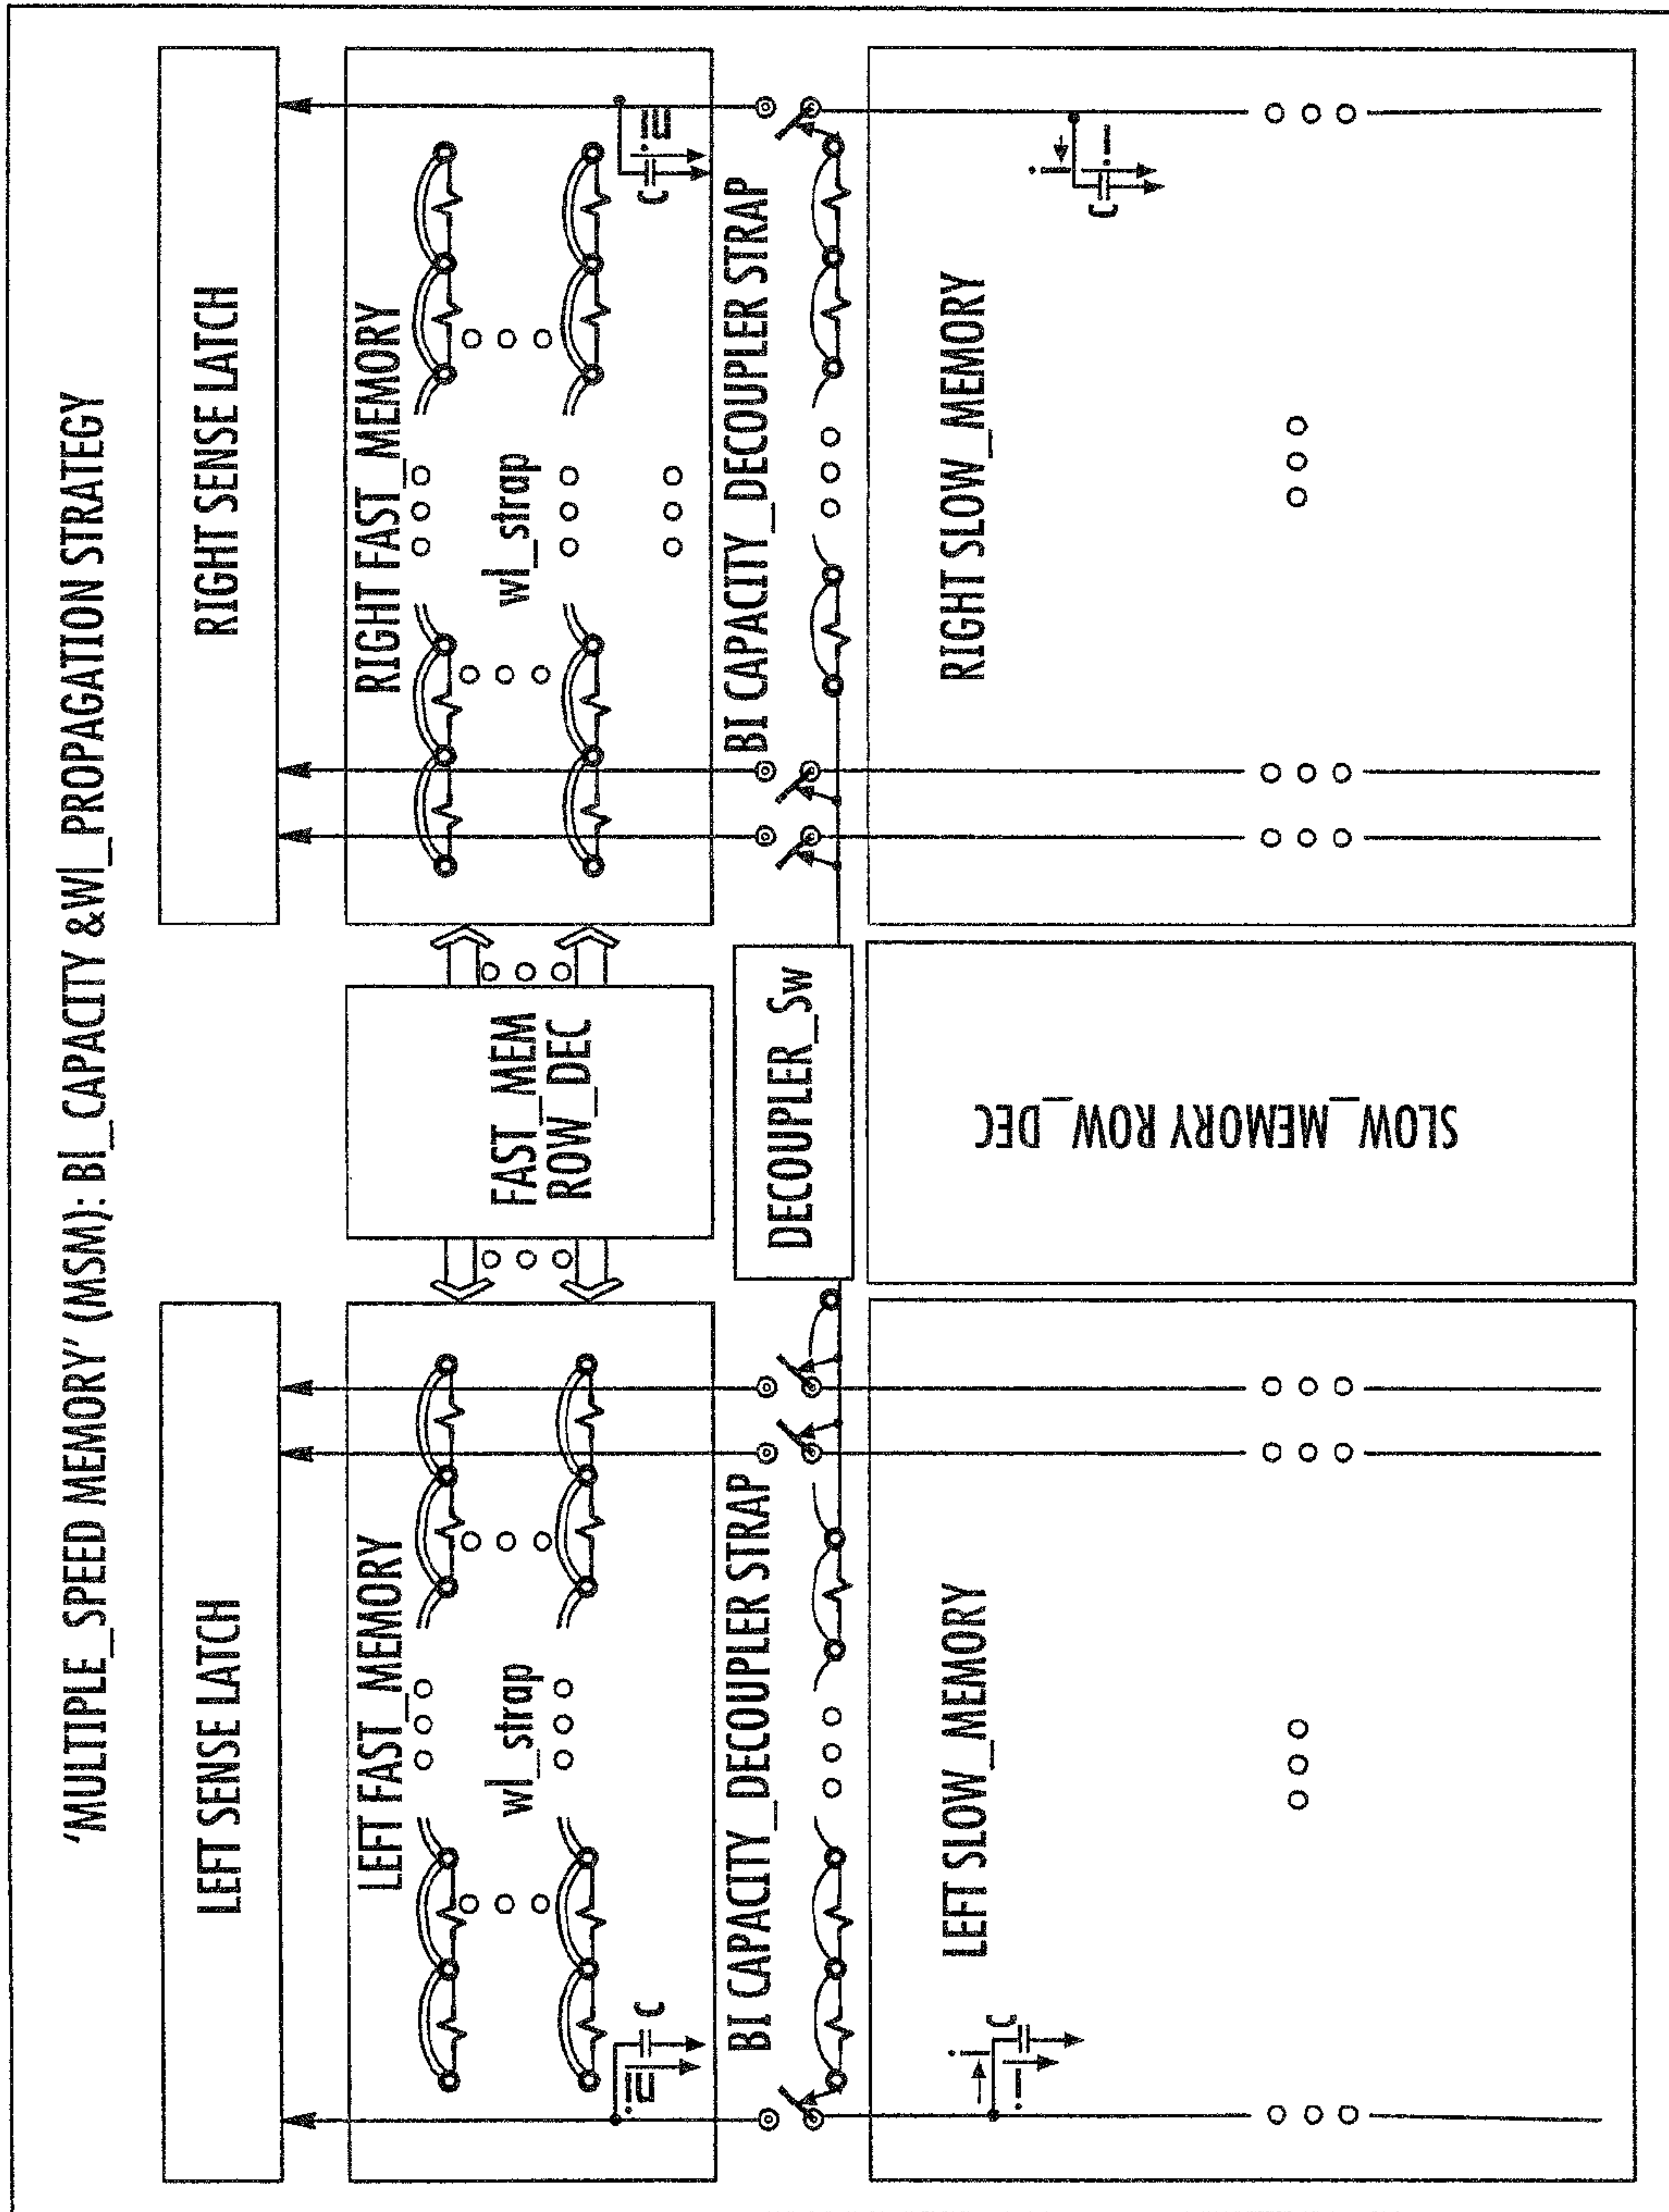 'MULTIPLE_SPEED MEMORY' (MSM): BI_CAPACITY &WI_PROPAGATION STRATEGY
LEFT SENSE LATCH
RIGHT SENSE LATCH
LEFT FAST_MEMORY
wl_strap
C
FAST_MEM
ROW_DEC
RIGHT FAST_MEMORY
wl_strap
C
BI CAPACITY_DECOUPLER STRAP
DECOUPLER_Sw
BI CAPACITY_DECOUPLER STRAP
LEFT SLOW_MEMORY
i
C
i
SLOW_MEMORY ROW_DEC
RIGHT SLOW_MEMORY
i
C
i